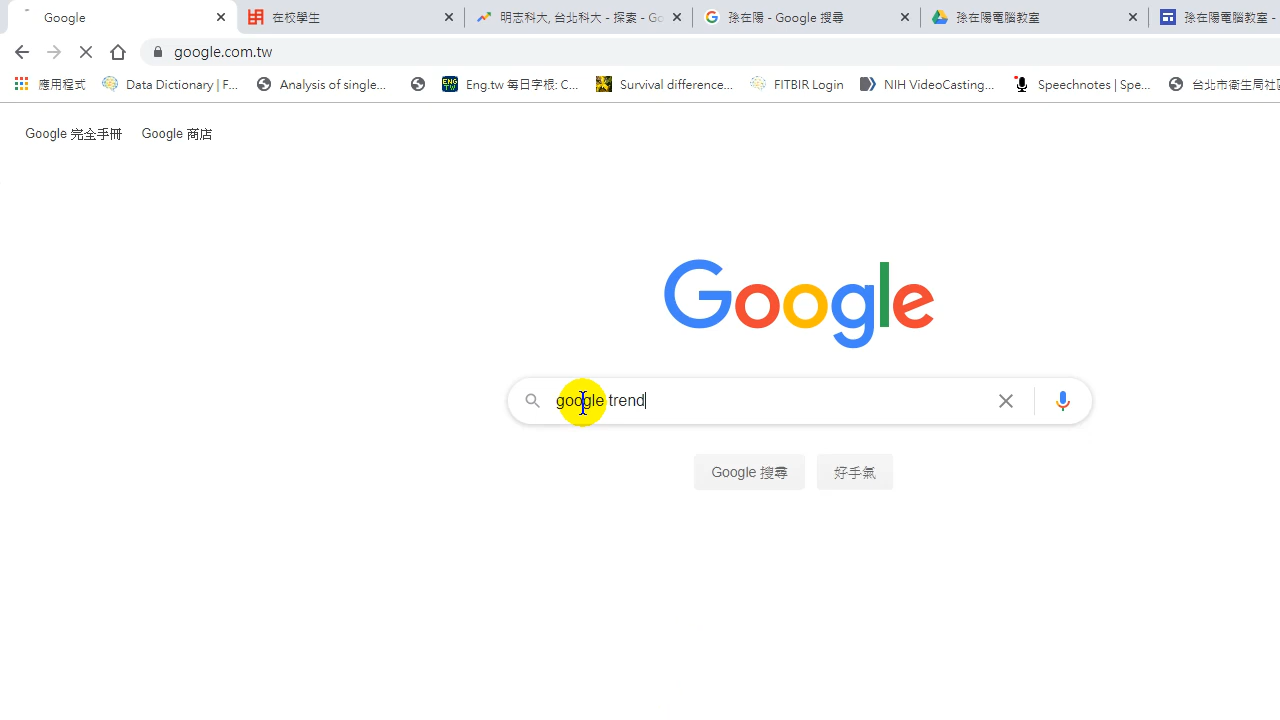 Google
在校學生
明志科大, 台北科大 - 探索 - Go
孫在陽 - Google 搜尋
孫在陽電腦教室
孫在陽電腦教室 -
google.com.tw
應用程式
Data Dictionary | F...
Analysis of single...
ENG TW
Eng.tw 每日字根: C...
Survival difference...
FITBIR Login
NIH VideoCasting...
Speechnotes | Spe...
台北市衛生局社區
Google 完全手冊
Google 商店
Google
google trend
Google 搜尋
好手氣